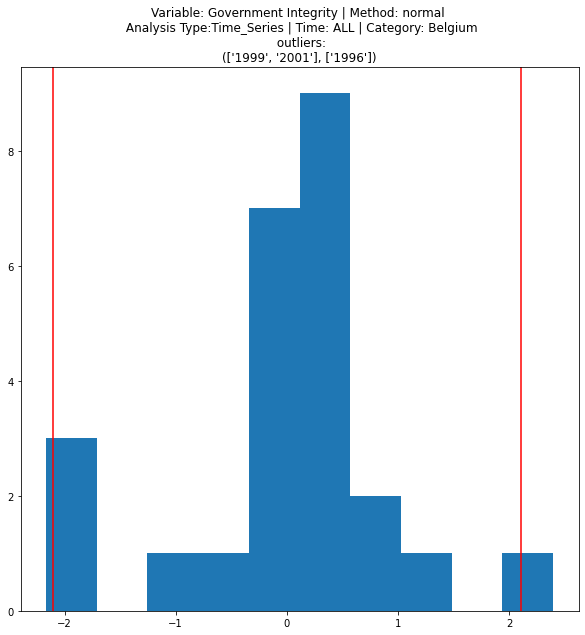 Variable: Government Integrity | Method: normal
Analysis Type:Time_Series | Time: ALL | Category: Belgium
outliers:
(['1999', '2001'], ['1996'])
8
6
4
2
0
−2
−1
0
1
2